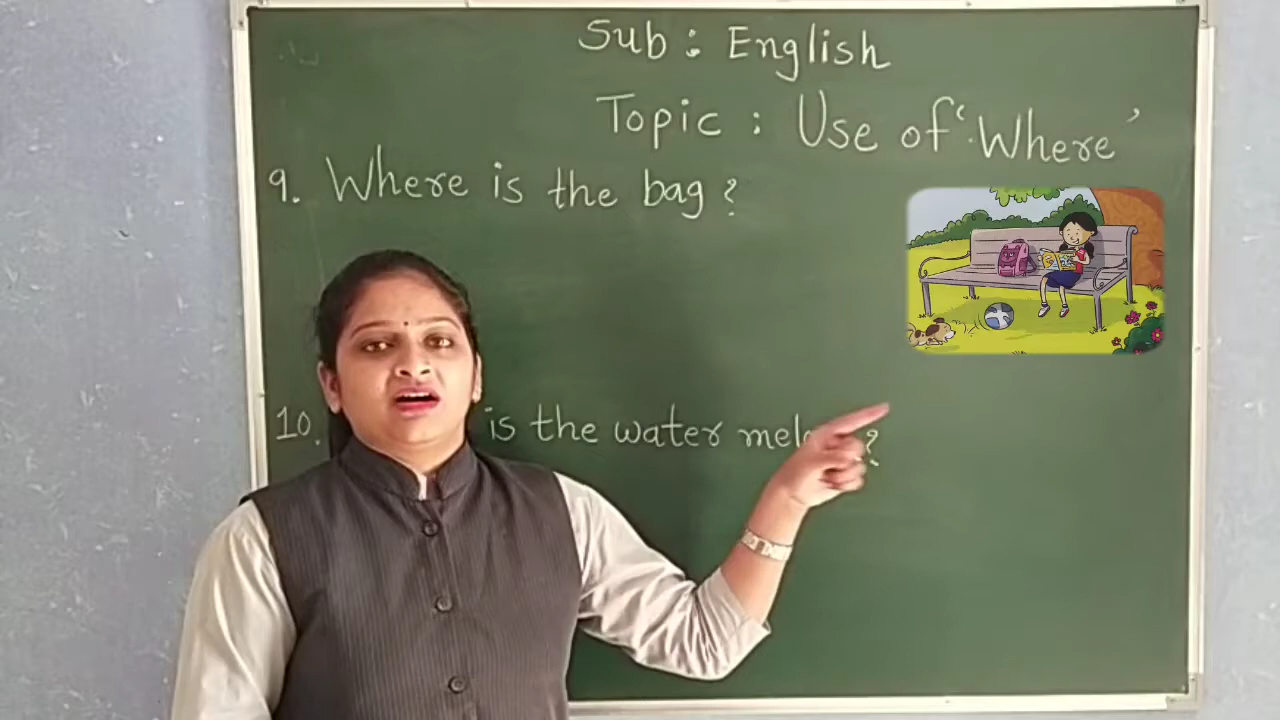 Sub : English
Topic : Use of 'Where'
9. Where is the bag ?
10. is the water ?